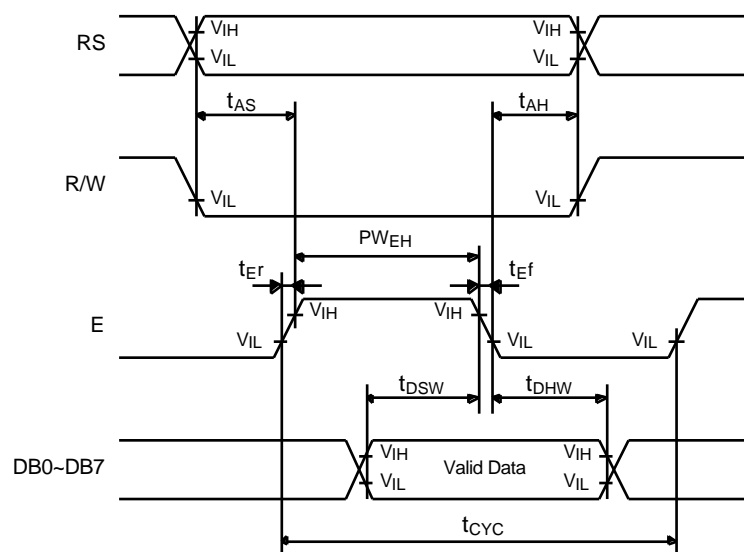 RS
VIH
VIH
VIL
VIL
tAS
tAH
R/W
VIL
VIL
PWEH
tEr
tEf
E
VIH
VIH
VIL
VIL
VIL
tDSW
tDHW
DB0~DB7
VIH
Valid Data
VIH
VIL
VIL
tCYC